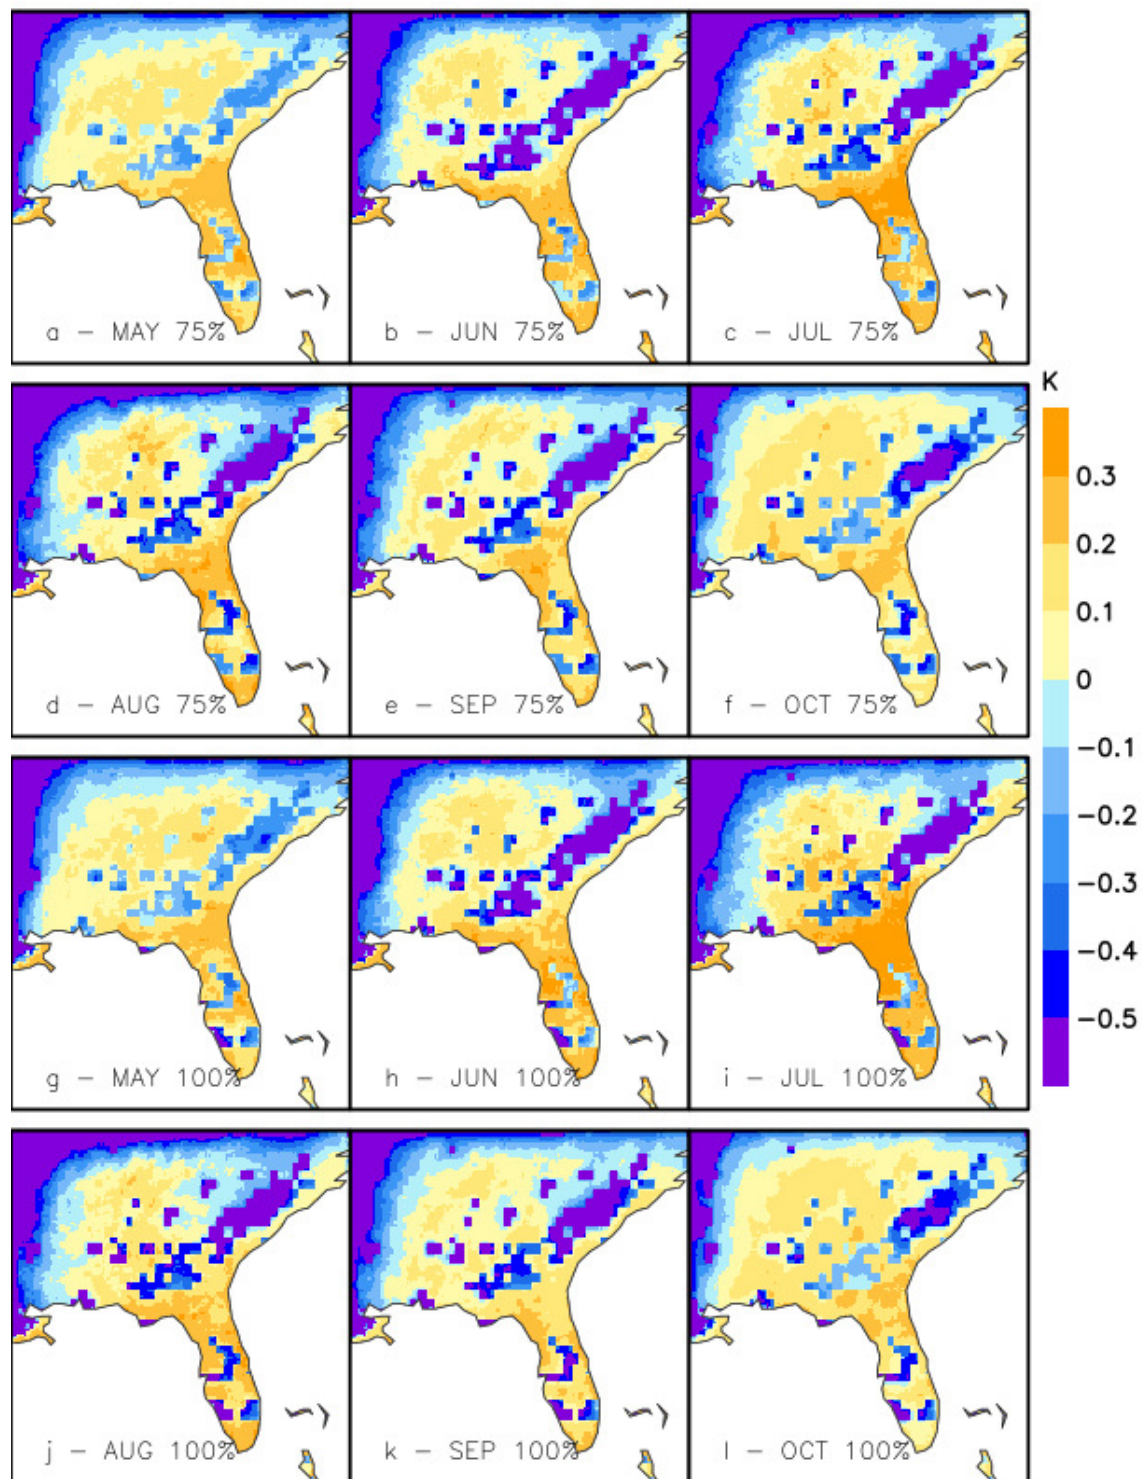 a – MAY 75%
b – JUN 75%
c – JUL 75%
K
0.3
0.2
0.1
0
−0.1
−0.2
−0.3
−0.4
−0.5
d – AUG 75%
e – SEP 75%
f – OCT 75%
g – MAY 100%
h – JUN 100%
i – JUL 100%
j – AUG 100%
k – SEP 100%
l – OCT 100%